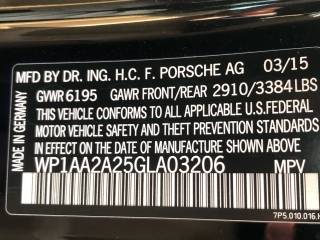 MFD BY DR. ING. H.C. F. PORSCHE AG 03/15
GVWR 6195 GAWR FRONT/REAR 2910/3384LBS
THIS VEHICLE CONFORMS TO ALL APPLICABLE U.S.FEDERAL
MOTOR VEHICLE SAFETY AND THEFT PREVENTION STANDARDS
IN EFFECT ON THE DATE OF MANUFACTURE SHOWN ABOVE.
WP1AA2A25GLA03206 MPV
7P5.010.016.H
MADE IN GERMANY